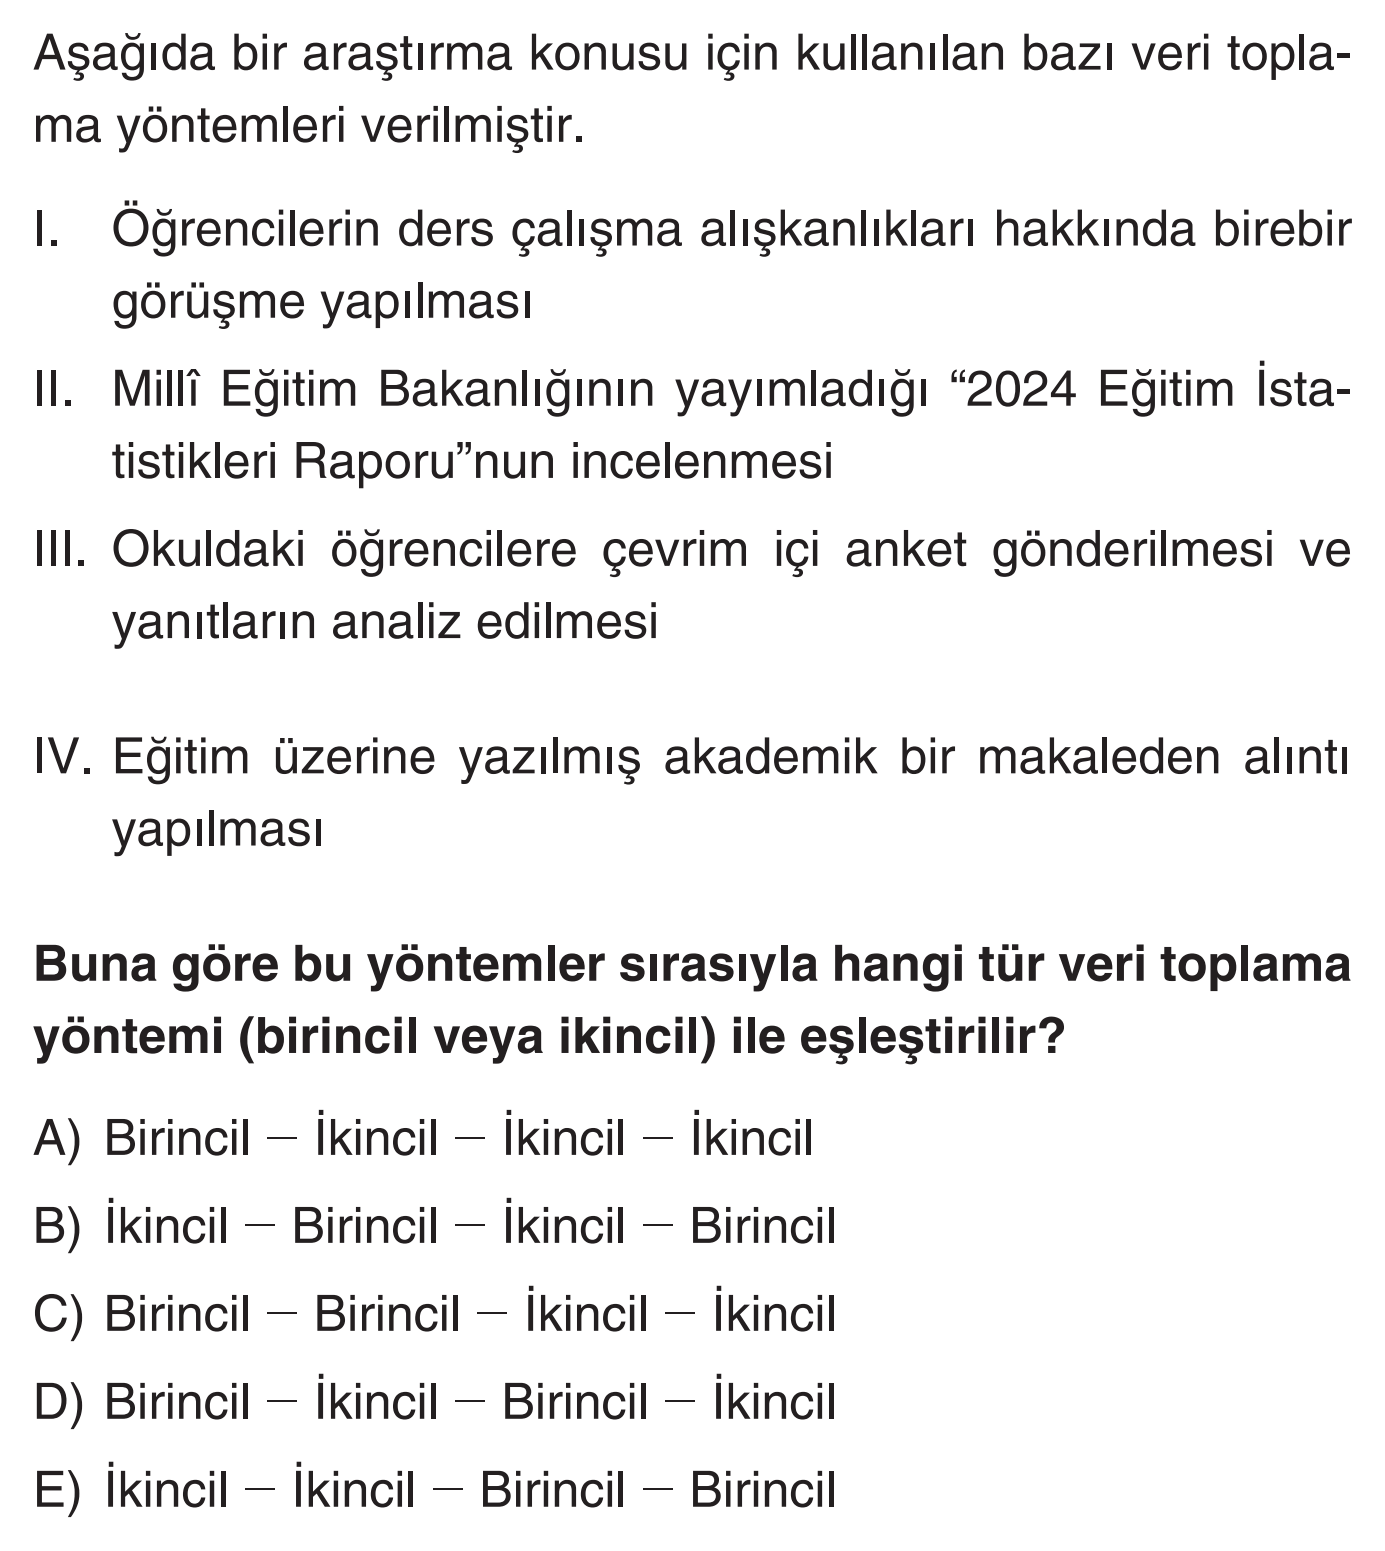 Aşağıda bir araştırma konusu için kullanılan bazı veri topla-
ma yöntemleri verilmiştir.
I. Öğrencilerin ders çalışma alışkanlıkları hakkında birebir
görüşme yapılması
II. Millî Eğitim Bakanlığının yayımladığı “2024 Eğitim İsta-
tistikleri Raporu”nun incelenmesi
III. Okuldaki öğrencilere çevrim içi anket gönderilmesi ve
yanıtların analiz edilmesi
IV. Eğitim üzerine yazılmış akademik bir makaleden alıntı
yapılması
Buna göre bu yöntemler sırasıyla hangi tür veri toplama
yöntemi (birincil veya ikincil) ile eşleştirilir?
A) Birincil – İkincil – İkincil – İkincil
B) İkincil – Birincil – İkincil – Birincil
C) Birincil – Birincil – İkincil – İkincil
D) Birincil – İkincil – Birincil – İkincil
E) İkincil – İkincil – Birincil – Birincil